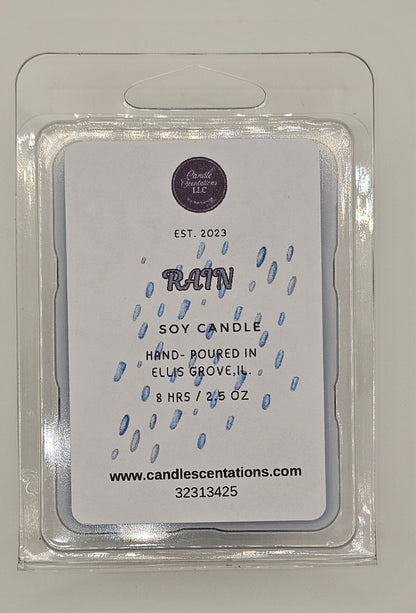 Candle
Scentations
LLC
EST. 2023
RAIN
SOY CANDLE
HAND- POURED IN
ELLIS GROVE,IL.
8 HRS / 2.5 OZ
www.candlescentations.com
32313425